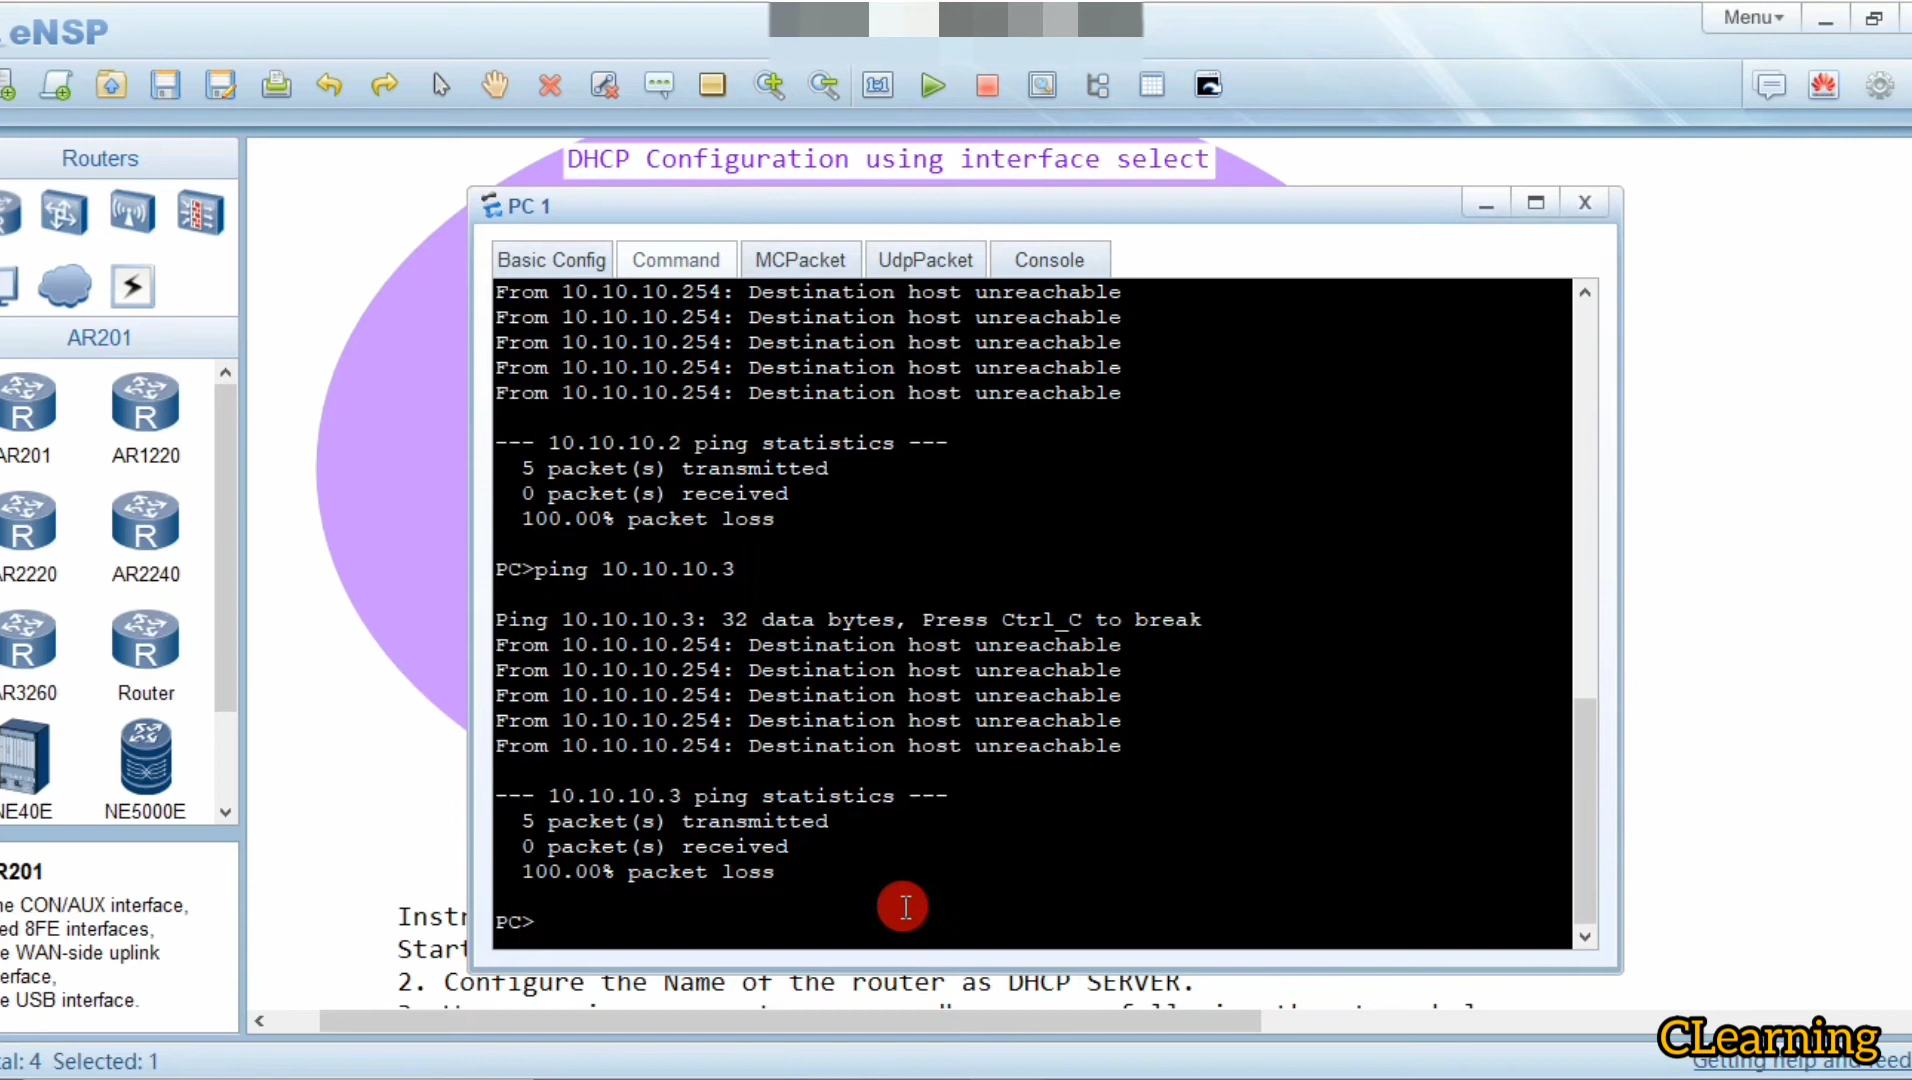 eNSP
Menu
Routers
DHCP Configuration using interface select
PC 1
Basic Config
Command
MCPacket
UdpPacket
Console
From 10.10.10.254: Destination host unreachable
From 10.10.10.254: Destination host unreachable
From 10.10.10.254: Destination host unreachable
From 10.10.10.254: Destination host unreachable
From 10.10.10.254: Destination host unreachable
--- 10.10.10.2 ping statistics ---
5 packet(s) transmitted
0 packet(s) received
100.00% packet loss
PC>ping 10.10.10.3
Ping 10.10.10.3: 32 data bytes, Press Ctrl_C to break
From 10.10.10.254: Destination host unreachable
From 10.10.10.254: Destination host unreachable
From 10.10.10.254: Destination host unreachable
From 10.10.10.254: Destination host unreachable
From 10.10.10.254: Destination host unreachable
--- 10.10.10.3 ping statistics ---
5 packet(s) transmitted
0 packet(s) received
100.00% packet loss
PC>
AR201
R
R
AR201
AR1220
R
R
AR2220
AR2240
R
R
AR3260
Router
NE40E
NE5000E
R201
he CON/AUX interface,
ed 8FE interfaces,
e WAN-side uplink
erface,
e USB interface.
Instr
Start
2. Configure the Name of the router as DHCP SERVER.
tal: 4 Selected: 1
CLearning
Getting help and feed